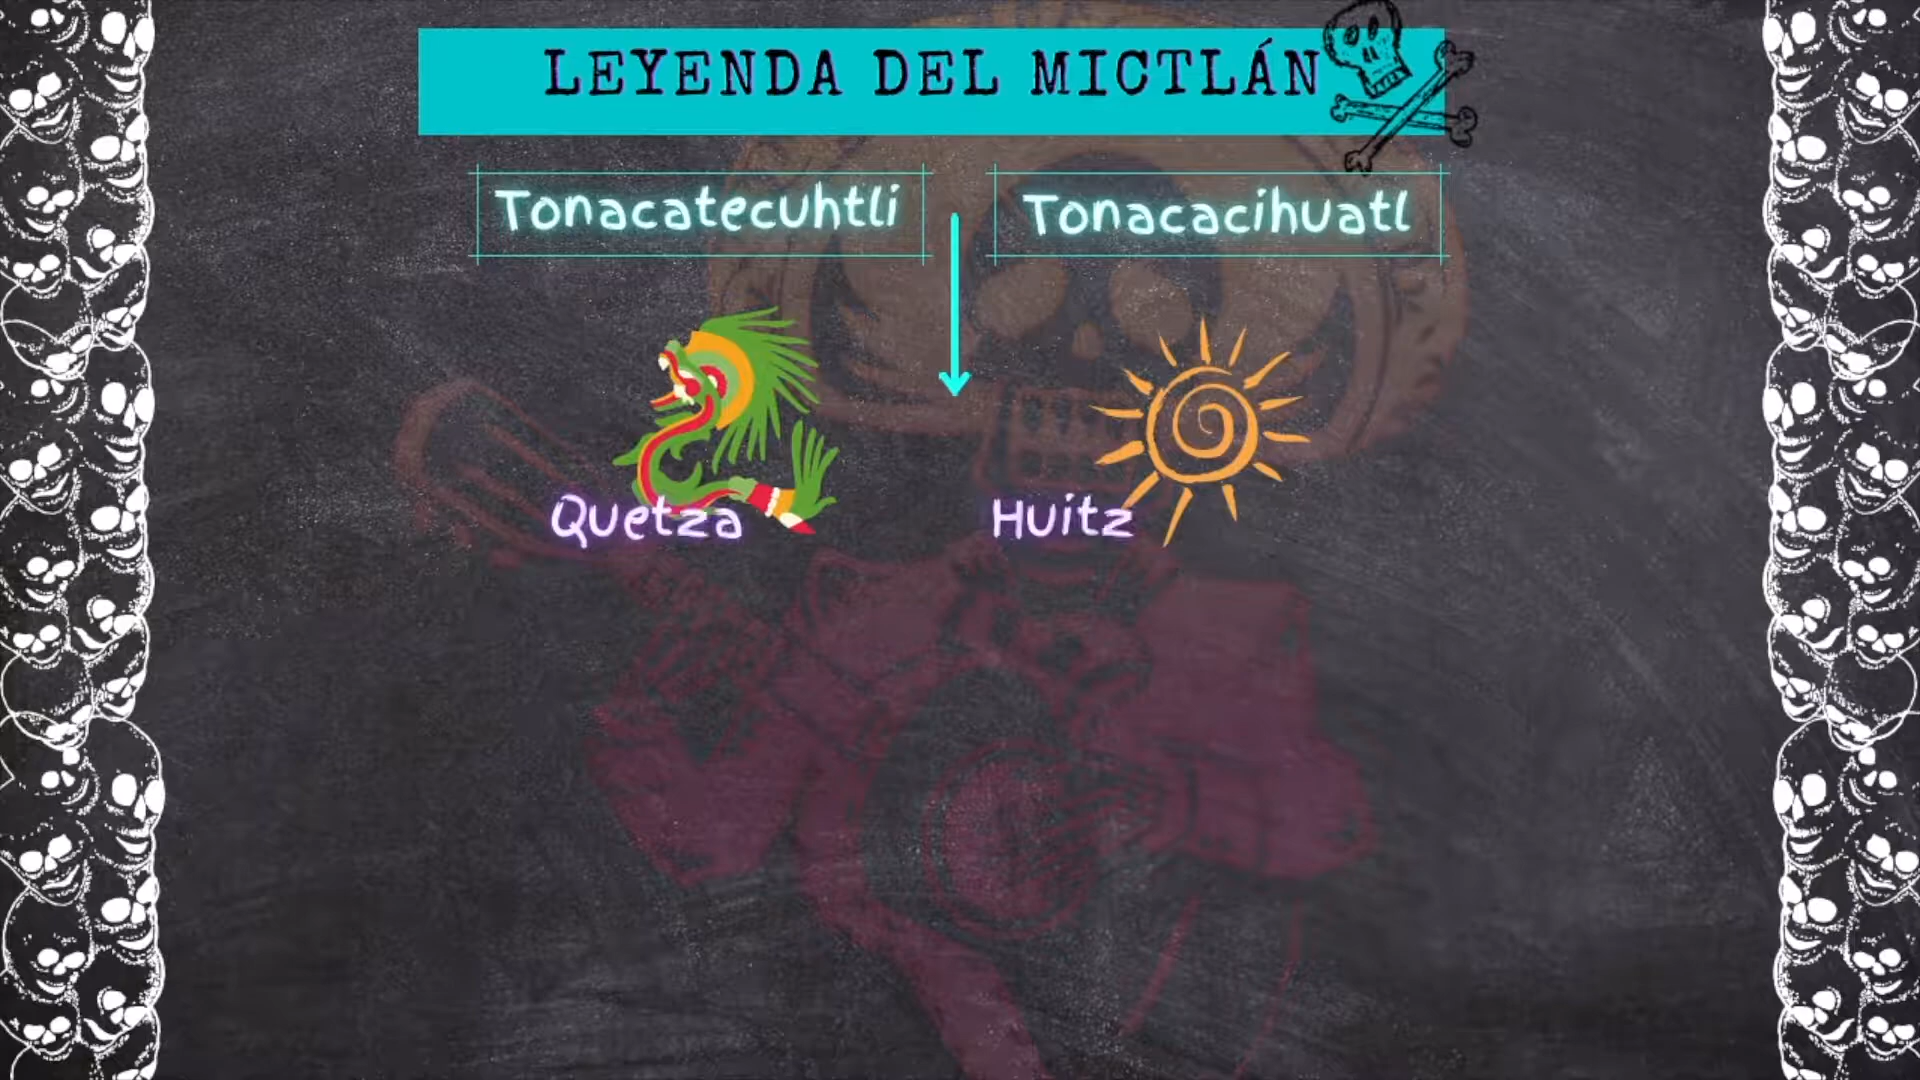 LEYENDA DEL MICTLÁN
Tonacatecuhtli
Tonacacihuatl
Quetza
Huitz